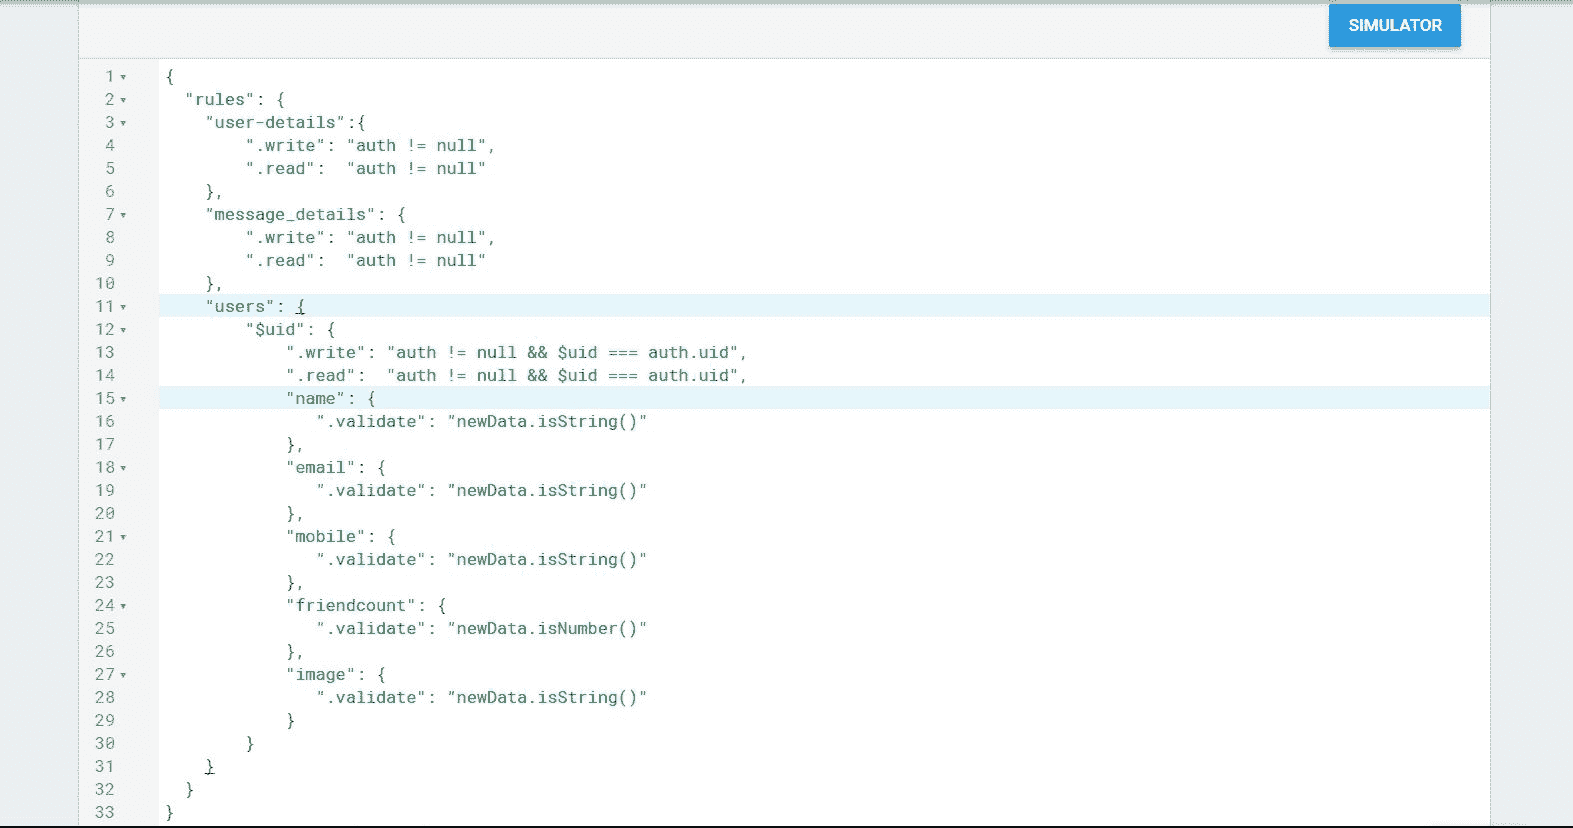 SIMULATOR
1 {
2 "rules": {
3 "user-details":{
4 ".write": "auth != null",
5 ".read":  "auth != null"
6 },
7 "message_details": {
8 ".write": "auth != null",
9 ".read":  "auth != null"
10 },
11 "users": {
12 "$uid": {
13 ".write": "auth != null && $uid === auth.uid",
14 ".read":  "auth != null && $uid === auth.uid",
15 "name": {
16 ".validate": "newData.isString()"
17 },
18 "email": {
19 ".validate": "newData.isString()"
20 },
21 "mobile": {
22 ".validate": "newData.isString()"
23 },
24 "friendcount": {
25 ".validate": "newData.isNumber()"
26 },
27 "image": {
28 ".validate": "newData.isString()"
29 }
30 }
31 }
32 }
33 }